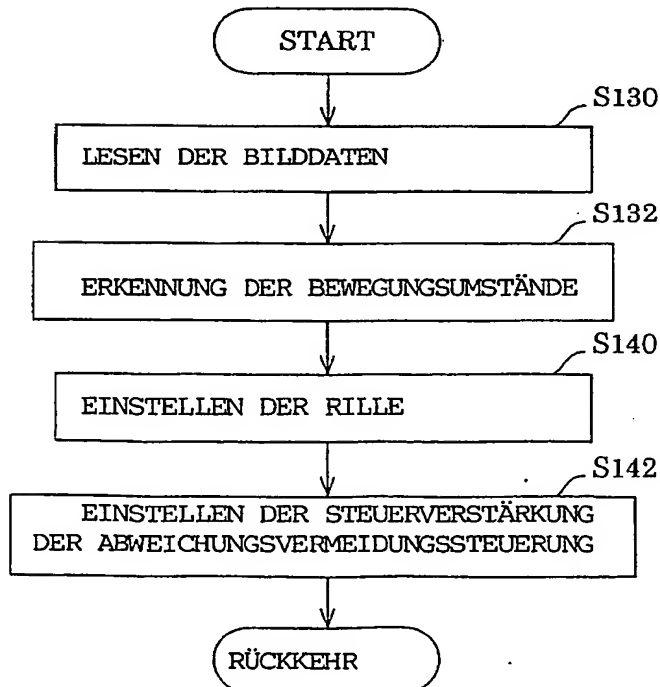 START
S130
LESEN DER BILDDATEN
S132
ERKENNUNG DER BEWEGUNGSUMSTÄNDE
S140
EINSTELLEN DER RILLE
S142
EINSTELLEN DER STEUERVERSTÄRKUNG
DER ABWEICHUNGSVERMEIDUNGSSTEUERUNG
RÜCKKEHR